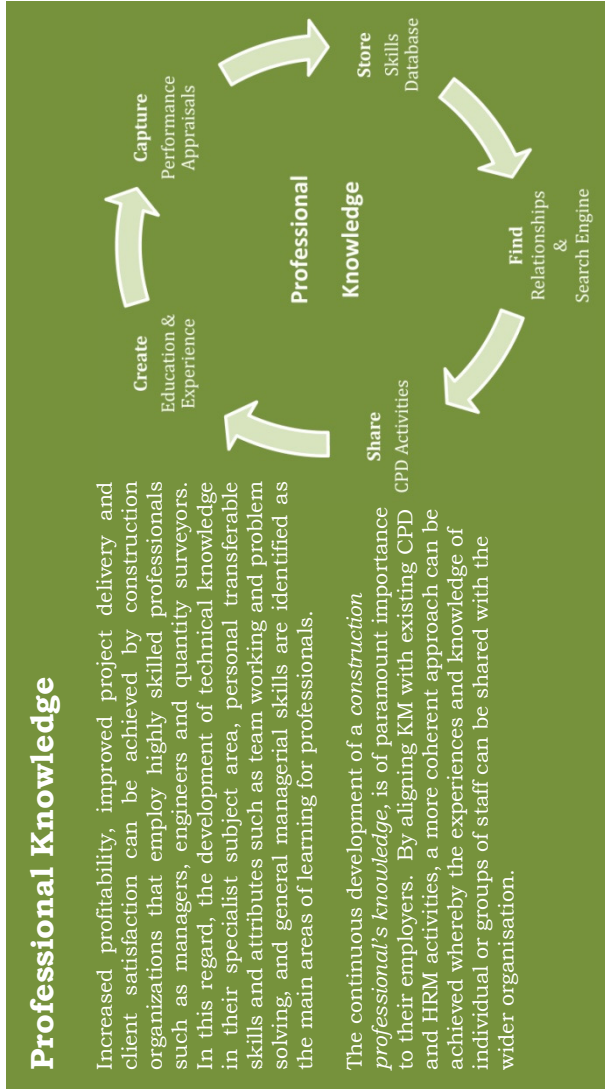 Professional Knowledge
Increased profitability, improved project delivery and
client satisfaction can be achieved by construction
organizations that employ highly skilled professionals
such as managers, engineers and quantity surveyors.
In this regard, the development of technical knowledge
in their specialist subject area, personal transferable
skills and attributes such as team working and problem
solving, and general managerial skills are identified as
the main areas of learning for professionals.
The continuous development of a construction
professional's knowledge, is of paramount importance
to their employers. By aligning KM with existing CPD
and HRM activities, a more coherent approach can be
achieved whereby the experiences and knowledge of
individual or groups of staff can be shared with the
wider organisation.
Create
Education &
Experience
Capture
Performance
Appraisals
Store
Skills
Database
Find
Relationships
&
Search Engine
Share
CPD Activities
Professional
Knowledge